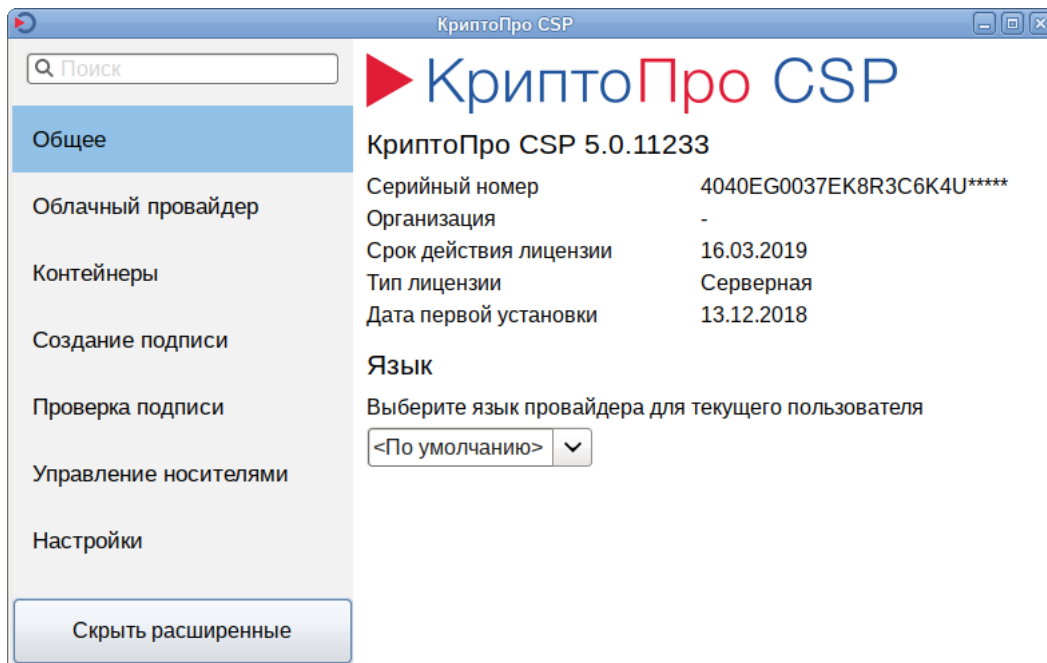 КриптоПро CSP
Поиск
Общее
Облачный провайдер
Контейнеры
Создание подписи
Проверка подписи
Управление носителями
Настройки
Скрыть расширенные
КриптоПро CSP
КриптоПро CSP 5.0.11233
Серийный номер 4040EG0037EK8R3C6K4U*****
Организация -
Срок действия лицензии 16.03.2019
Тип лицензии Серверная
Дата первой установки 13.12.2018
Язык
Выберите язык провайдера для текущего пользователя
<По умолчанию>